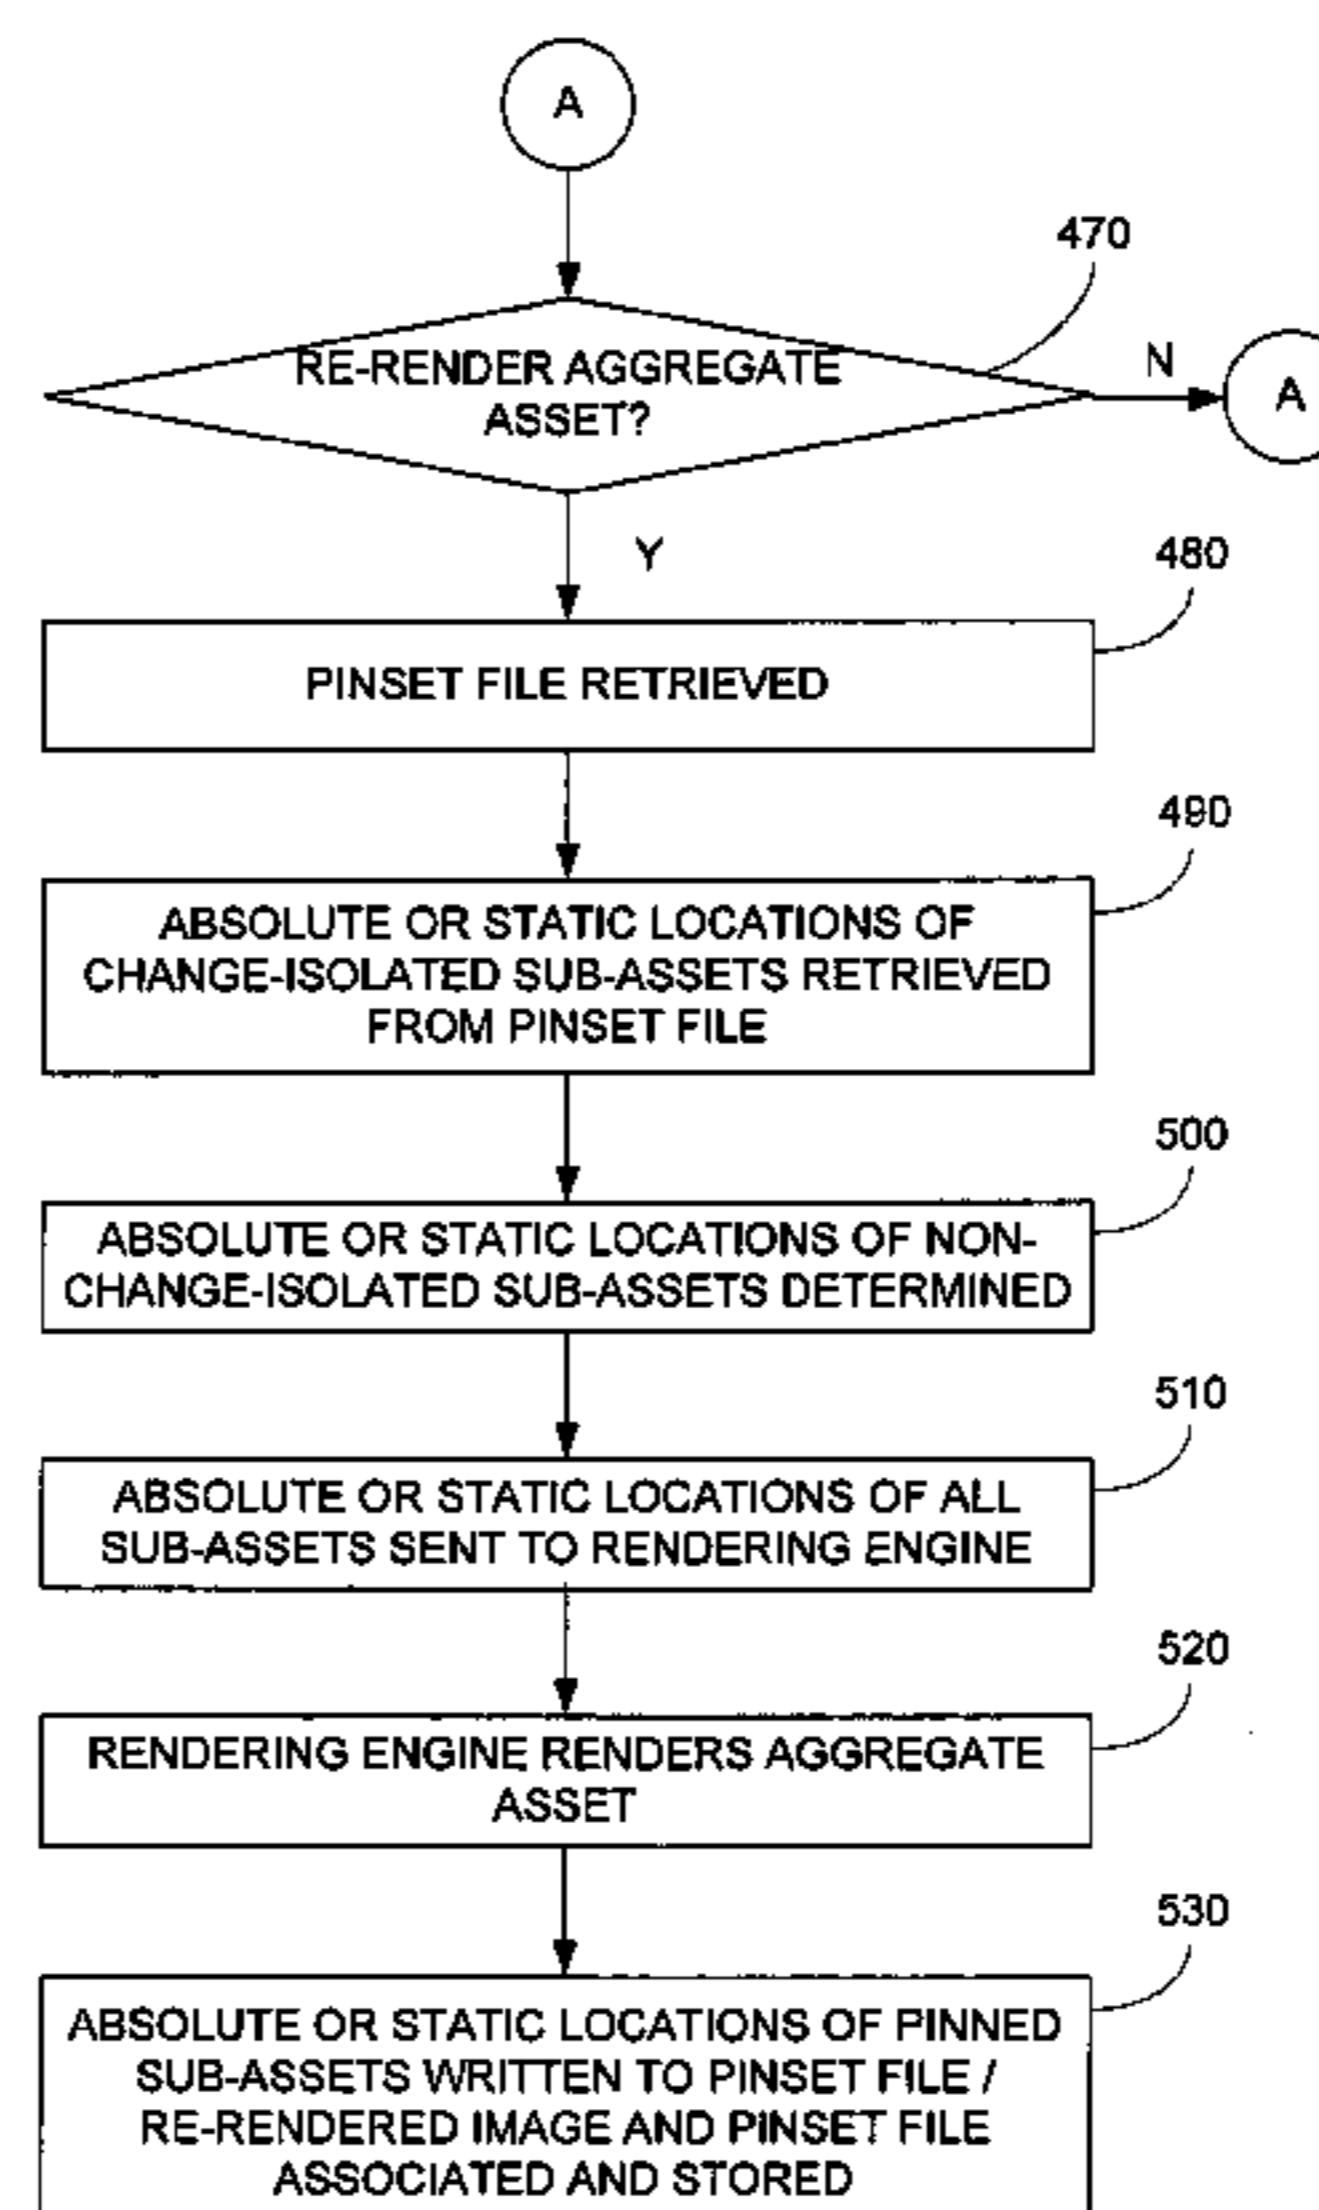 A
470
RE-RENDER AGGREGATE
ASSET?
N
A
Y
480
PINSET FILE RETRIEVED
490
ABSOLUTE OR STATIC LOCATIONS OF
CHANGE-ISOLATED SUB-ASSETS RETRIEVED
FROM PINSET FILE
500
ABSOLUTE OR STATIC LOCATIONS OF NON-
CHANGE-ISOLATED SUB-ASSETS DETERMINED
510
ABSOLUTE OR STATIC LOCATIONS OF ALL
SUB-ASSETS SENT TO RENDERING ENGINE
520
RENDERING ENGINE RENDERS AGGREGATE
ASSET
530
ABSOLUTE OR STATIC LOCATIONS OF PINNED
SUB-ASSETS WRITTEN TO PINSET FILE /
RE-RENDERED IMAGE AND PINSET FILE
ASSOCIATED AND STORED